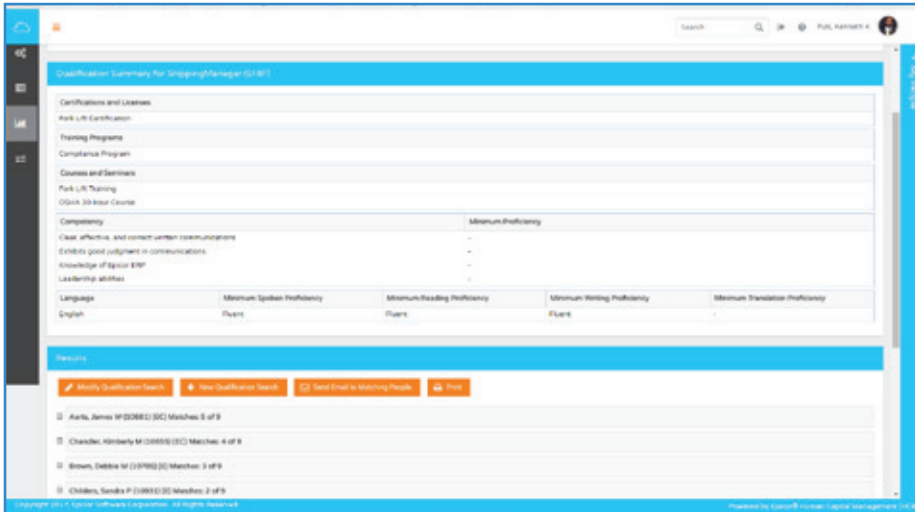 Search
Qualification Summary for ShippingManager
Certifications and Licenses
Fork Lift Certification
Training Programs
Compliance Program
Courses and Seminars
Fork Lift Training
OSHA 30 hour Course
Competency Minimum Proficiency
Clear, effective, and correct written communications -
Exhibits good judgment in communications -
Knowledge of Epicor ERP -
Leadership abilities -
Language Minimum Spoken Proficiency Minimum Reading Proficiency Minimum Writing Proficiency Minimum Translation Proficiency
English Fluent Fluent Fluent -
Results
Modify Qualification Search New Qualification Search Send Email to Matching People Print
Aarts, James W Matches: 5 of 9
Chandler, Kimberly M Matches: 4 of 9
Brown, Debbie M Matches: 3 of 9
Childers, Sandra P Matches: 2 of 9
Copyright Epicor Software Corporation. All Rights Reserved Powered by Epicor® Human Capital Management